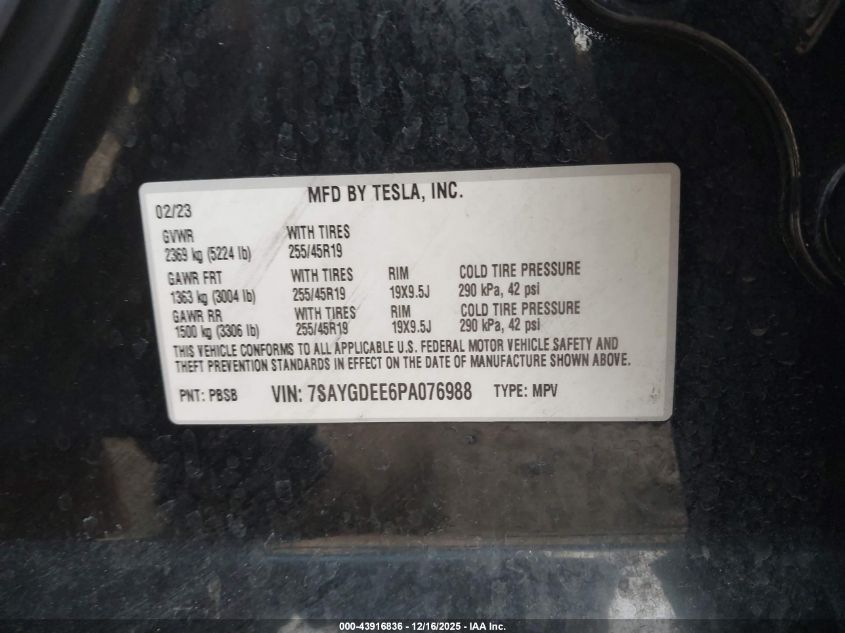 MFD BY TESLA, INC.
02/23
GVWR WITH TIRES
2369 kg (5224 lb) 255/45R19
GAWR FRT WITH TIRES RIM COLD TIRE PRESSURE
1363 kg (3004 lb) 255/45R19 19X9.5J 290 kPa, 42 psi
GAWR RR WITH TIRES RIM COLD TIRE PRESSURE
1500 kg (3306 lb) 255/45R19 19X9.5J 290 kPa, 42 psi
THIS VEHICLE CONFORMS TO ALL APPLICABLE U.S. FEDERAL MOTOR VEHICLE SAFETY AND
THEFT PREVENTION STANDARDS IN EFFECT ON THE DATE OF MANUFACTURE SHOWN ABOVE.
PNT: PBSB VIN: 7SAYGDEE6PA076988 TYPE: MPV
000-43916836 - 12/16/2025 - IAA Inc.